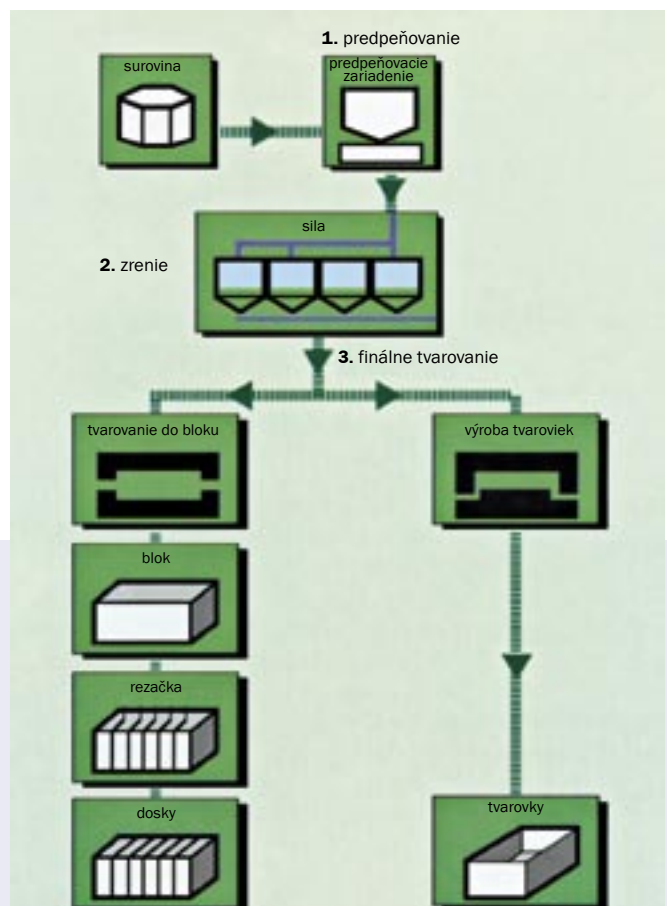 1. predpeňovanie
surovina
predpeňovacie
zariadenie
sila
2. zrenie
3. finálne tvarovanie
tvarovanie do bloku
výroba tvaroviek
blok
rezačka
dosky
tvarovky